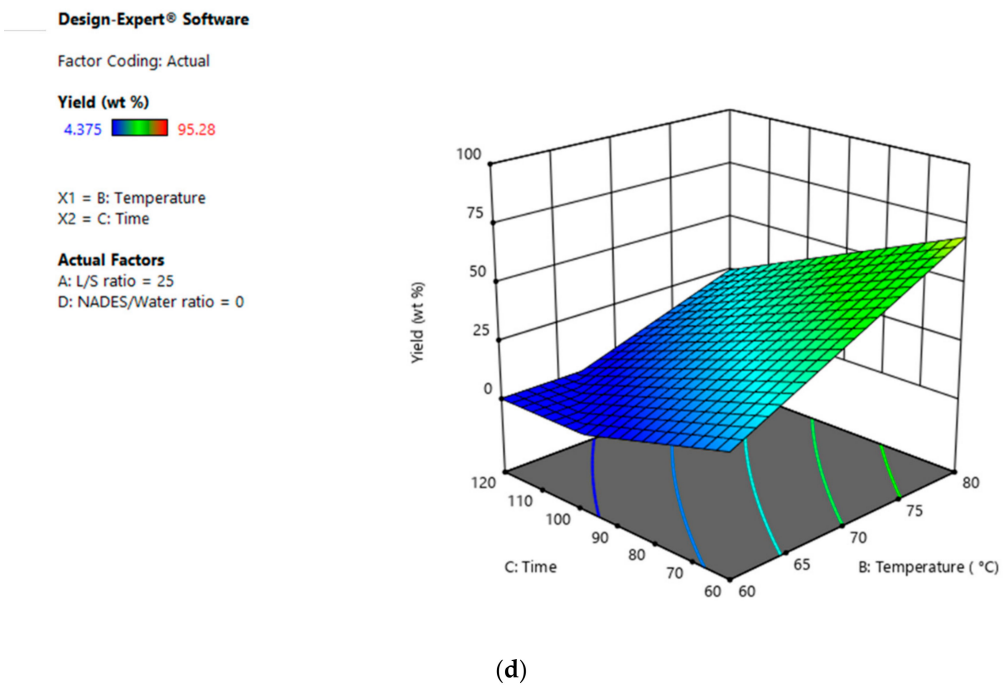 Design-Expert® Software
Factor Coding: Actual
Yield (wt %)
4.375 95.28
X1 = B: Temperature
X2 = C: Time
Actual Factors
A: L/S ratio = 25
D: NADES/Water ratio = 0
100
75
50
25
0
Yield (wt %)
120
110
100
90
80
70
60
C: Time
60
65
70
75
80
B: Temperature ( °C)
(d)